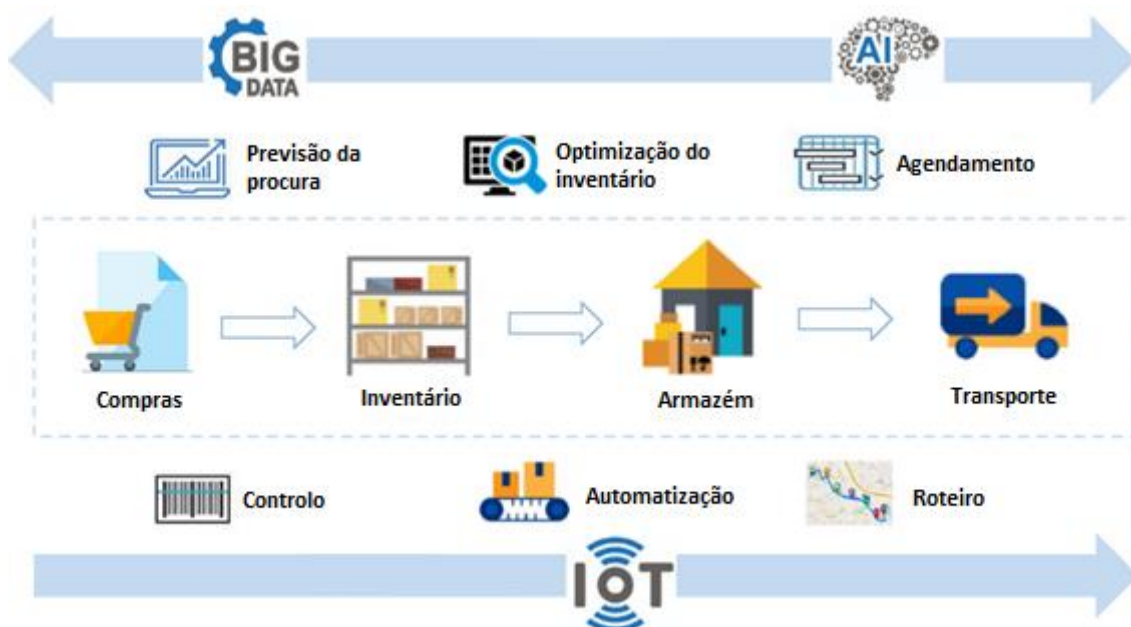 BIG
DATA
AI
Previsão da
procura
Optimização do
inventário
Agendamento
Compras
Inventário
Armazém
Transporte
Controlo
Automatização
Roteiro
IOT